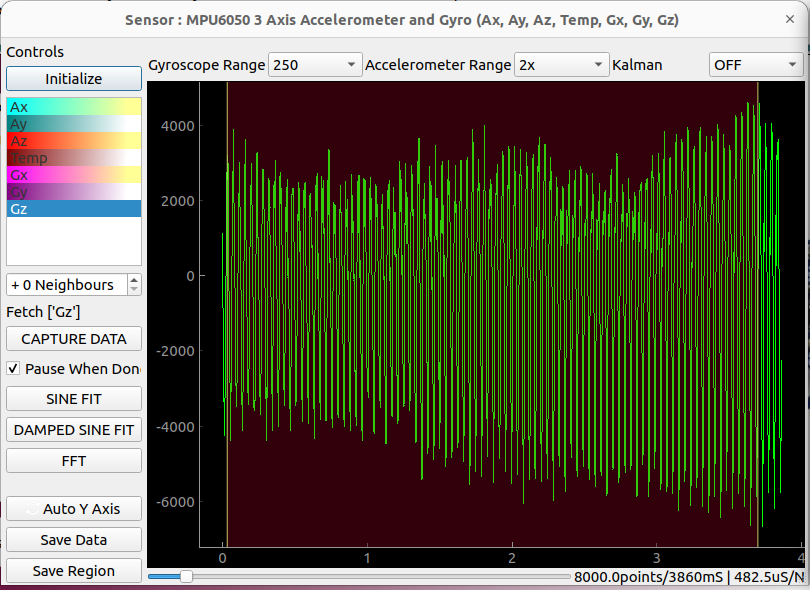 Sensor : MPU6050 3 Axis Accelerometer and Gyro (Ax, Ay, Az, Temp, Gx, Gy, Gz)
Controls
Gyroscope Range 250 Accelerometer Range 2x Kalman OFF
Initialize
Ax
Ay
Az
Temp
Gx
Gy
Gz
+ 0 Neighbours
Fetch ['Gz']
CAPTURE DATA
Pause When Don
SINE FIT
DAMPED SINE FIT
FFT
Auto Y Axis
Save Data
Save Region
4000
2000
0
-2000
-4000
-6000
0 1 2 3 4
8000.0points/3860mS | 482.5uS/N